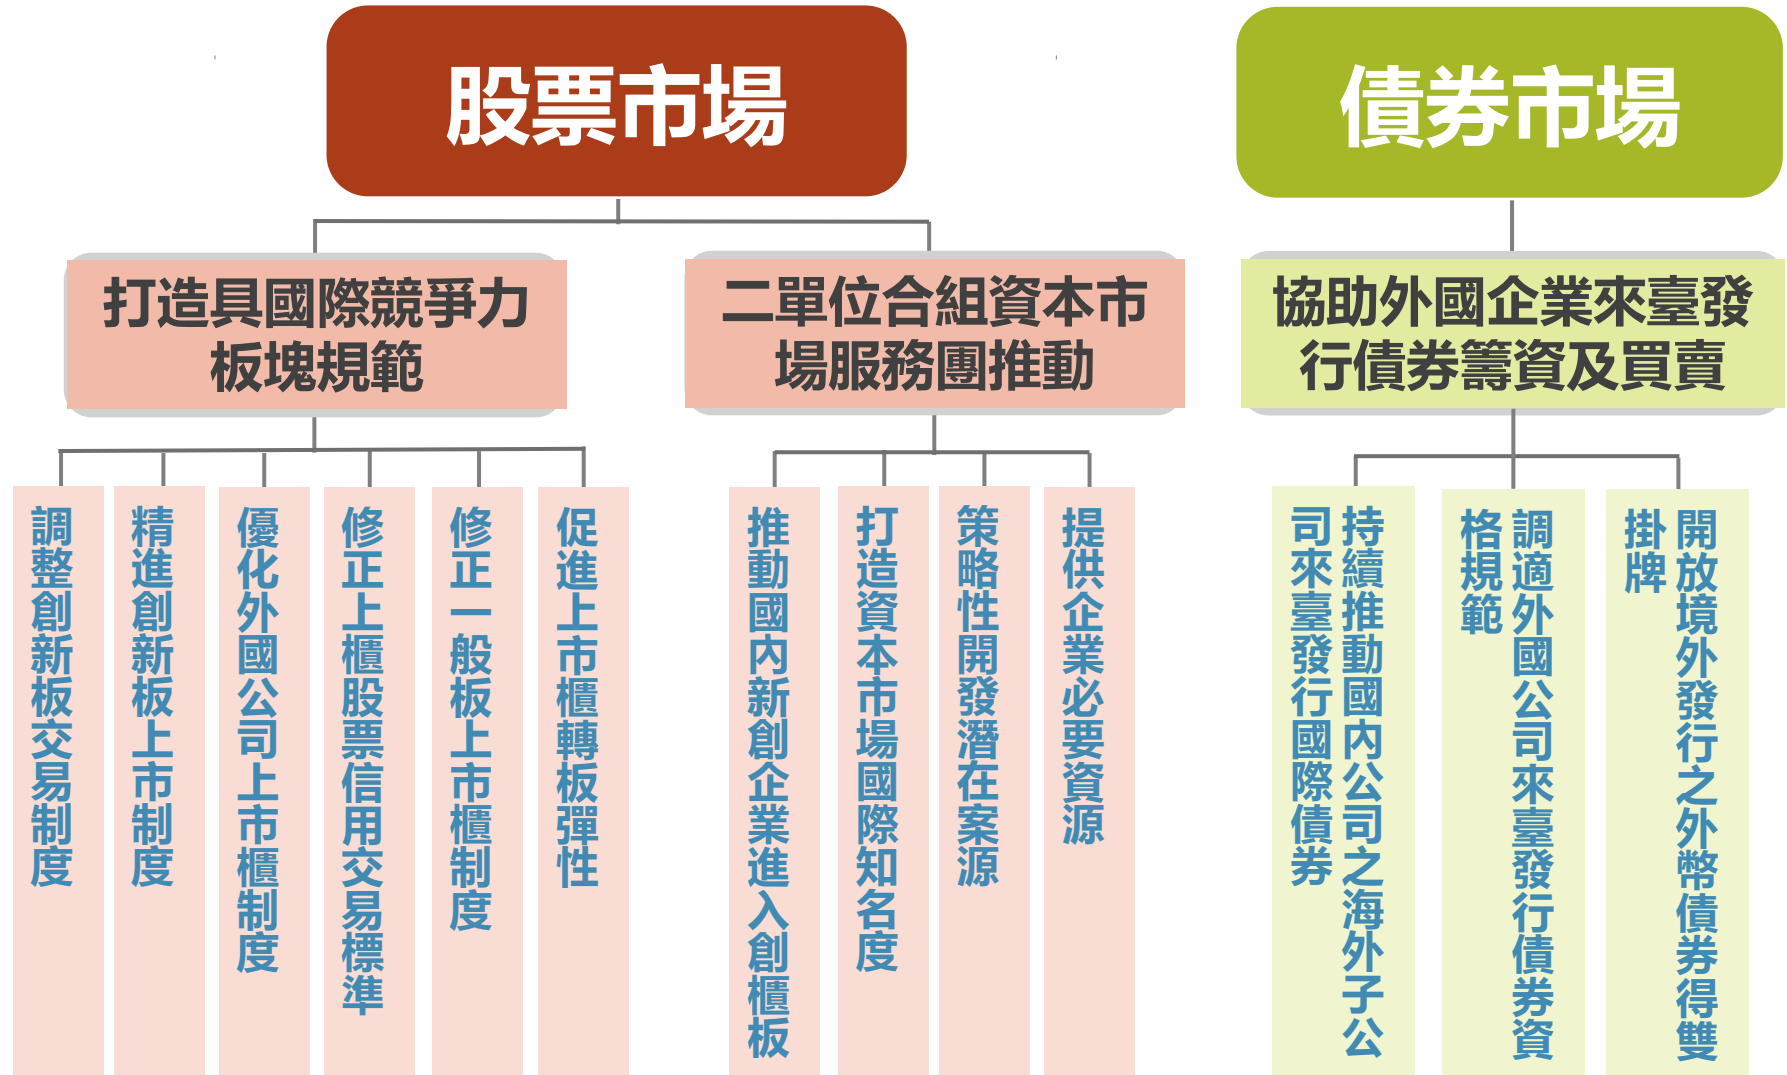 股票市場
債券市場
打造具國際競爭力
板塊規範
二單位合組資本市
場服務團推動
協助外國企業來臺發
行債券籌資及買賣
調整創新板交易制度
精進創新板上市制度
優化外國公司上市櫃制度
修正上櫃股票信用交易標準
修正一般板上市櫃制度
促進上市櫃轉板彈性
推動國內新創企業進入創櫃板
打造資本市場國際知名度
策略性開發潛在案源
提供企業必要資源
持續推動國內公司之海外子公
司來臺發行國際債券
調適外國公司來臺發行債券資
格規範
開放境外發行之外幣債券得雙
掛牌